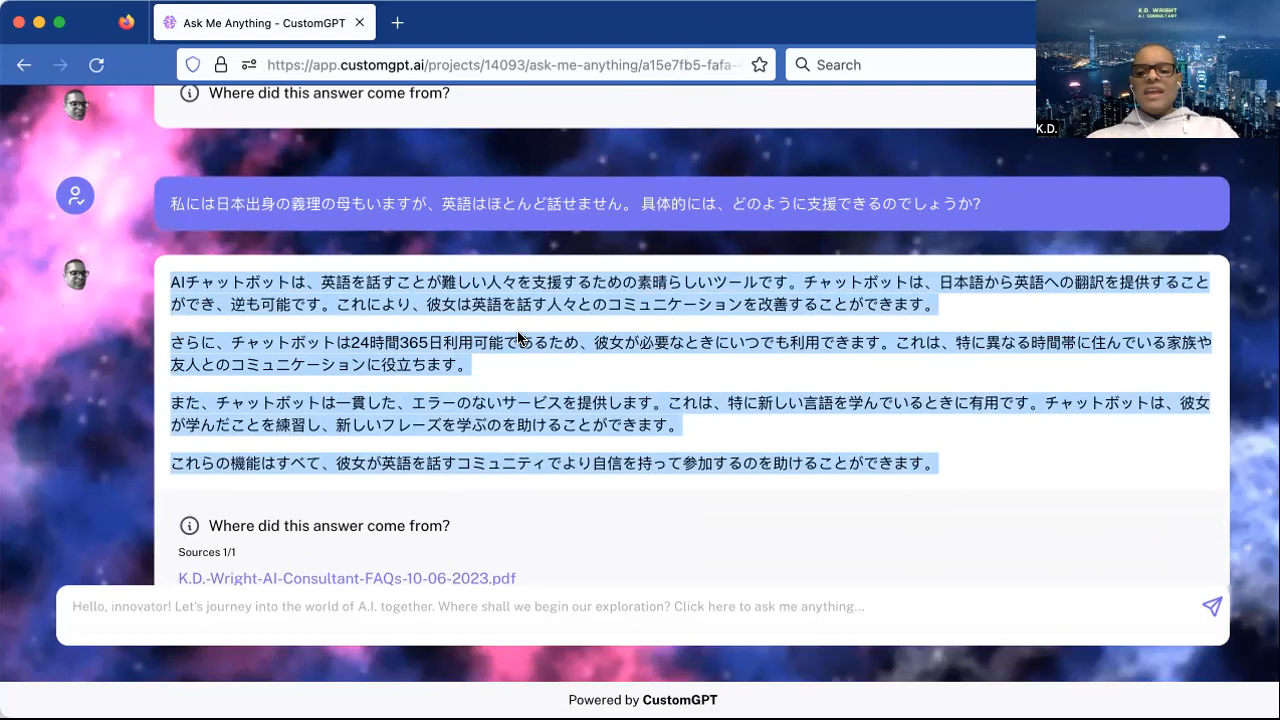 Ask Me Anything - CustomGPT
https://app.customgpt.ai/projects/14093/ask-me-anything/a15e7fb5-fafa-
Search
K.D. WRIGHT
A.I. CONSULTANT
K.D.
Where did this answer come from?
私には日本出身の義理の母もいますが、英語はほとんど話せません。 具体的には、どのように支援できるのでしょうか?
AIチャットボットは、英語を話すことが難しい人々を支援するための素晴らしいツールです。チャットボットは、日本語から英語への翻訳を提供すること
ができ、逆も可能です。これにより、彼女は英語を話す人々とのコミュニケーションを改善することができます。
さらに、チャットボットは24時間365日利用可能であるため、彼女が必要なときにいつでも利用できます。これは、特に異なる時間帯に住んでいる家族や
友人とのコミュニケーションに役立ちます。
また、チャットボットは一貫した、エラーのないサービスを提供します。これは、特に新しい言語を学んでいるときに有用です。チャットボットは、彼女
が学んだことを練習し、新しいフレーズを学ぶのを助けることができます。
これらの機能はすべて、彼女が英語を話すコミュニティでより自信を持って参加するのを助けることができます。
Where did this answer come from?
Sources 1/1
K.D.-Wright-AI-Consultant-FAQs-10-06-2023.pdf
Hello, innovator! Let's journey into the world of A.I. together. Where shall we begin our exploration? Click here to ask me anything...
Powered by CustomGPT